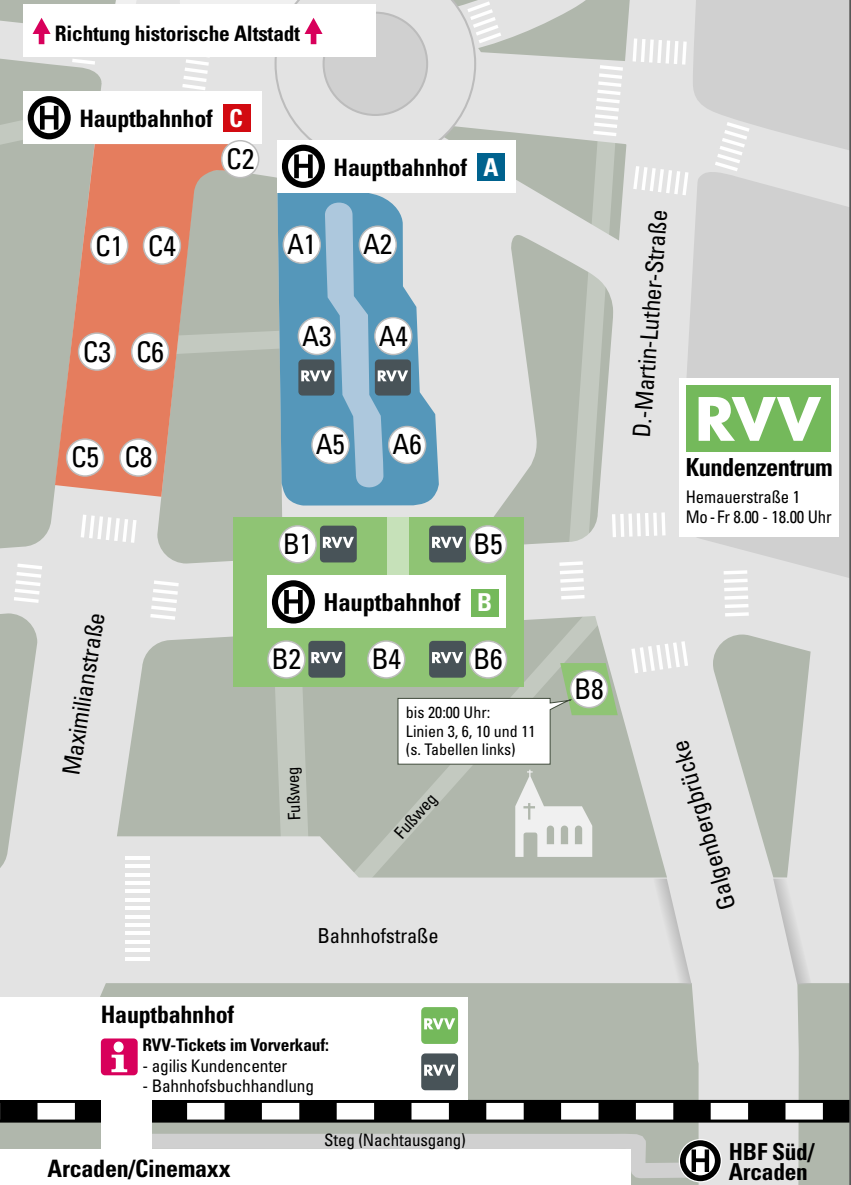 Richtung historische Altstadt
H Hauptbahnhof C
C2
H Hauptbahnhof A
C1 C4
A1 A2
C3 C6
A3 A4
RVV RVV
C5 C8
A5 A6
D.-Martin-Luther-Straße
RVV
Kundenzentrum
Hemauerstraße 1
Mo - Fr 8.00 - 18.00 Uhr
B1 RVV RVV B5
H Hauptbahnhof B
B2 RVV B4 RVV B6
B8
bis 20:00 Uhr:
Linien 3, 6, 10 und 11
(s. Tabellen links)
Maximilianstraße
Fußweg
Fußweg
Galgenbergbrücke
Bahnhofstraße
Hauptbahnhof
RVV
i RVV-Tickets im Vorverkauf:
- agilis Kundencenter
- Bahnhofsbuchhandlung
RVV
Steg (Nachtausgang)
Arcaden/Cinemaxx
H HBF Süd/
Arcaden